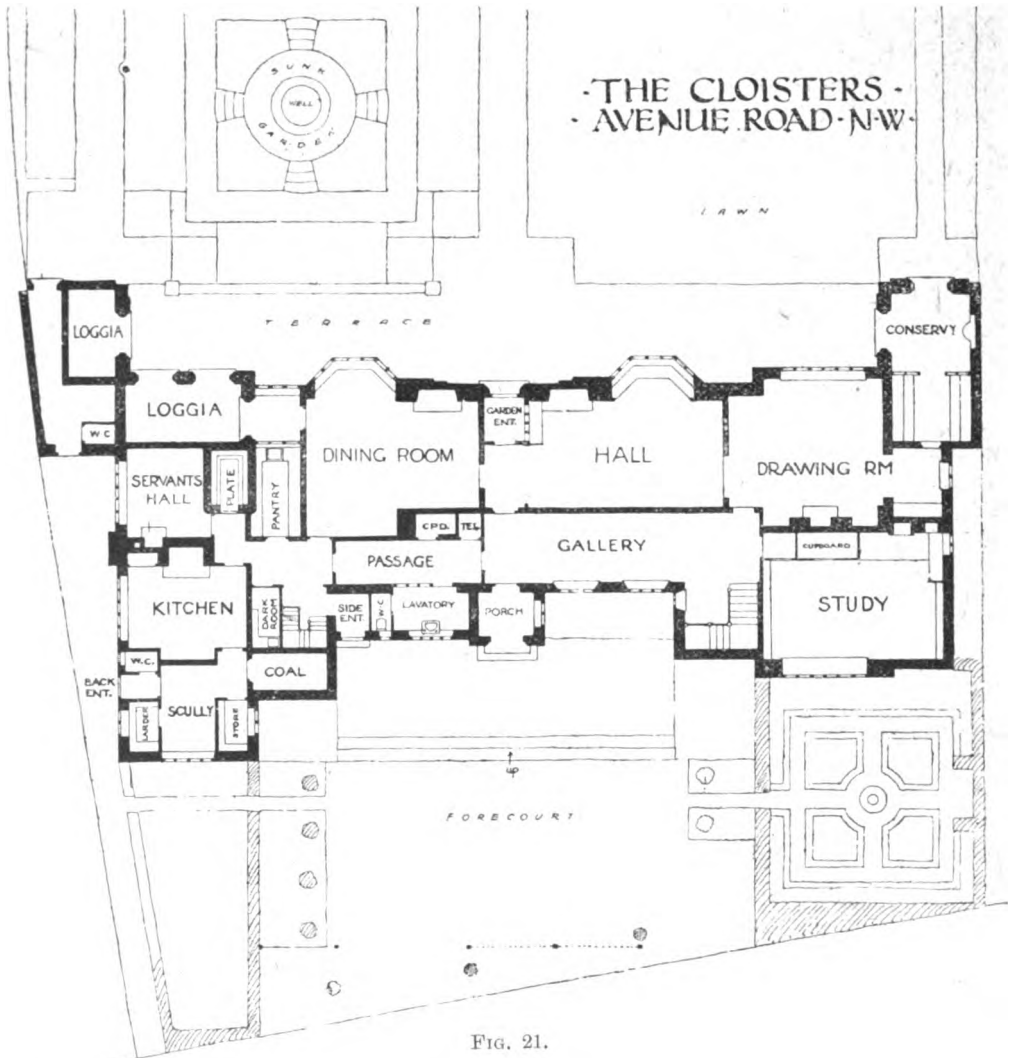 ·THE CLOISTERS·
·AVENUE ROAD·N·W·
SUNK
WELL
GARDEN
LAWN
TERRACE
LOGGIA
CONSERVY
LOGGIA
W.C
GARDEN
ENT.
DINING ROOM
HALL
DRAWING RM
SERVANTS
HALL
PLATE
PANTRY
CPD.
TEL
PASSAGE
GALLERY
CUPBOARD
KITCHEN
DARK
ROOM
SIDE
ENT.
W.C
LAVATORY
PORCH
STUDY
W.C.
BACK
ENT.
COAL
LARDER
SCULLY
STORE
UP
FORECOURT
FIG. 21.